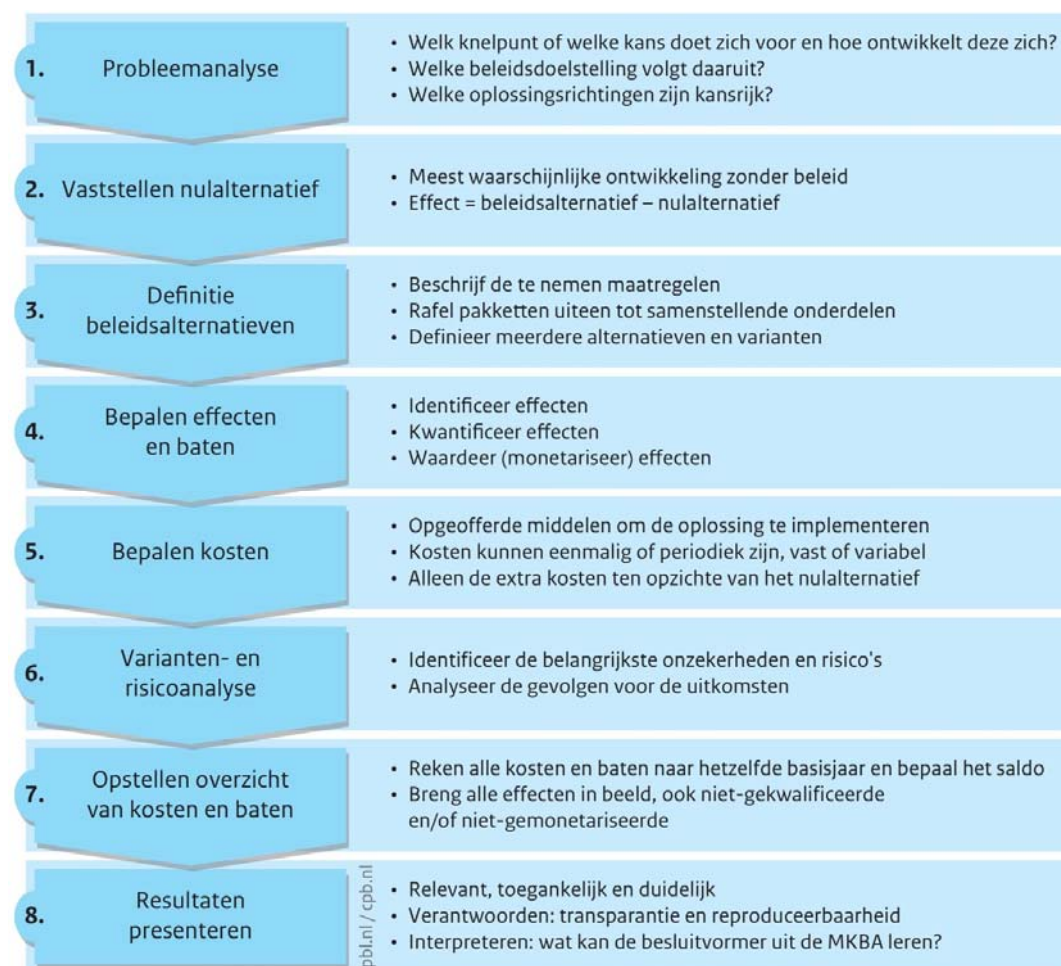 1.
Probleemanalyse
• Welk knelpunt of welke kans doet zich voor en hoe ontwikkelt deze zich?
• Welke beleidsdoelstelling volgt daaruit?
• Welke oplossingsrichtingen zijn kansrijk?
2.
Vaststellen nulalternatief
• Meest waarschijnlijke ontwikkeling zonder beleid
• Effect = beleidsalternatief – nulalternatief
3.
Definitie
beleidsalternatieven
• Beschrijf de te nemen maatregelen
• Rafel pakketten uiteen tot samenstellende onderdelen
• Definieer meerdere alternatieven en varianten
4.
Bepalen effecten
en baten
• Identificeer effecten
• Kwantificeer effecten
• Waardeer (monetariseer) effecten
5.
Bepalen kosten
• Opgeofferde middelen om de oplossing te implementeren
• Kosten kunnen eenmalig of periodiek zijn, vast of variabel
• Alleen de extra kosten ten opzichte van het nulalternatief
6.
Varianten- en
risicoanalyse
• Identificeer de belangrijkste onzekerheden en risico's
• Analyseer de gevolgen voor de uitkomsten
7.
Opstellen overzicht
van kosten en baten
• Reken alle kosten en baten naar hetzelfde basisjaar en bepaal het saldo
• Breng alle effecten in beeld, ook niet-gekwalificeerde
en/of niet-gemonetariseerde
8.
Resultaten
presenteren
• Relevant, toegankelijk en duidelijk
• Verantwoorden: transparantie en reproduceerbaarheid
• Interpreteren: wat kan de besluitvormer uit de MKBA leren?
pbl.nl / cpb.nl